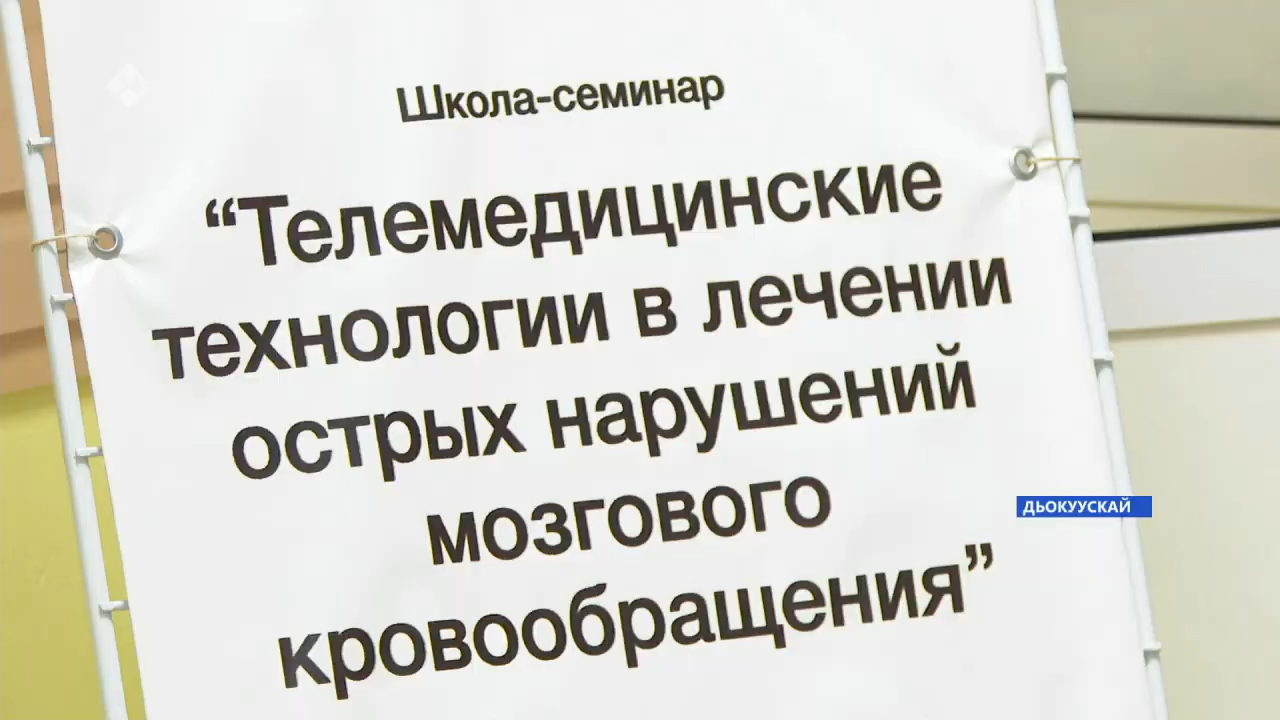 Школа-семинар
“Телемедицинские
технологии в лечении
острых нарушений
мозгового
кровообращения”
ДЬОКУУСКАЙ